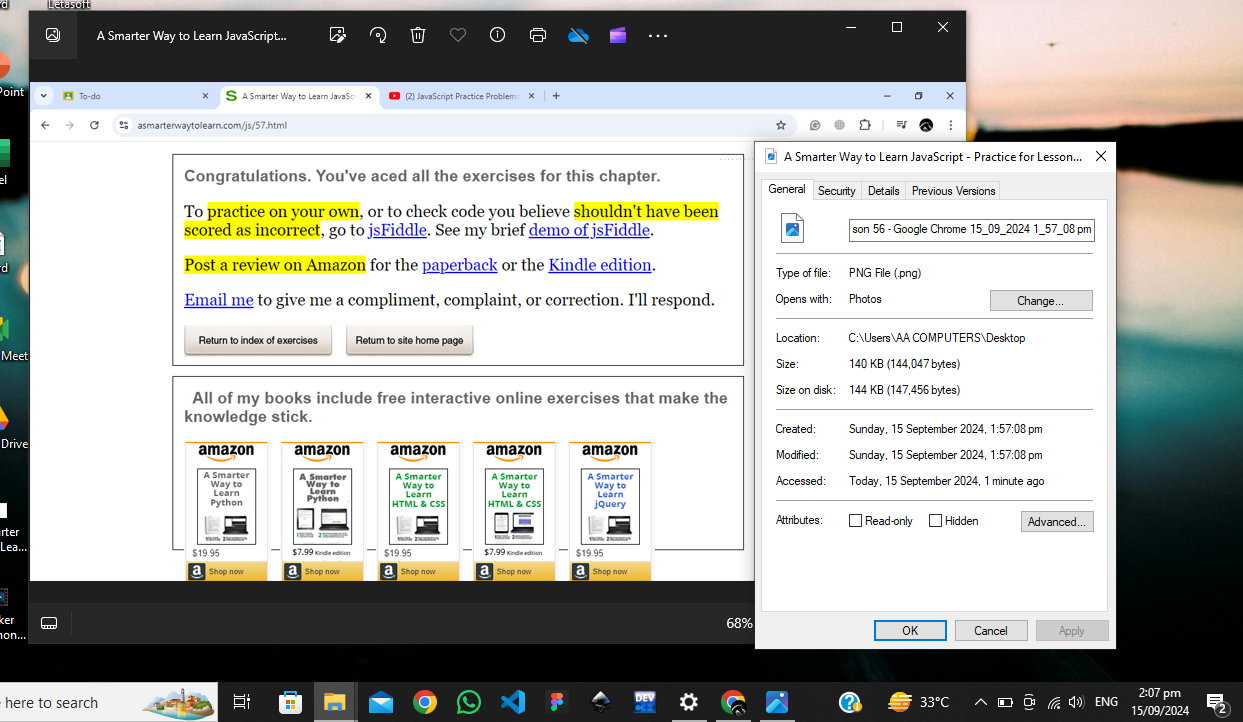 Letasoft
A Smarter Way to Learn JavaScript...
To-do
A Smarter Way to Learn JavaSc
(2) JavaScript Practice Problems
asmarterwaytolearn.com/js/57.html
Congratulations. You've aced all the exercises for this chapter.
To practice on your own, or to check code you believe shouldn't have been
scored as incorrect, go to jsFiddle. See my brief demo of jsFiddle.
Post a review on Amazon for the paperback or the Kindle edition.
Email me to give me a compliment, complaint, or correction. I'll respond.
Return to index of exercises
Return to site home page
All of my books include free interactive online exercises that make the
knowledge stick.
amazon
A Smarter
Way to
Learn
Python
$19.95
Shop now
amazon
A Smarter
Way to
Learn
Python
$7.99 Kindle edition
Shop now
amazon
A Smarter
Way to
Learn
HTML & CSS
$19.95
Shop now
amazon
A Smarter
Way to
Learn
HTML & CSS
$7.99 Kindle edition
Shop now
amazon
A Smarter
Way to
Learn
jQuery
$19.95
Shop now
68%
A Smarter Way to Learn JavaScript - Practice for Lesson...
General
Security
Details
Previous Versions
son 56 - Google Chrome 15_09_2024 1_57_08 pm
Type of file: PNG File (.png)
Opens with: Photos
Change...
Location: C:\Users\AA COMPUTERS\Desktop
Size: 140 KB (144,047 bytes)
Size on disk: 144 KB (147,456 bytes)
Created: Sunday, 15 September 2024, 1:57:08 pm
Modified: Sunday, 15 September 2024, 1:57:08 pm
Accessed: Today, 15 September 2024, 1 minute ago
Attributes: Read-only Hidden
Advanced...
OK
Cancel
Apply
Point
el
rd
Meet
Drive
rter
Lea...
ker
non...
here to search
DEV
33°C
ENG
2:07 pm
15/09/2024
2